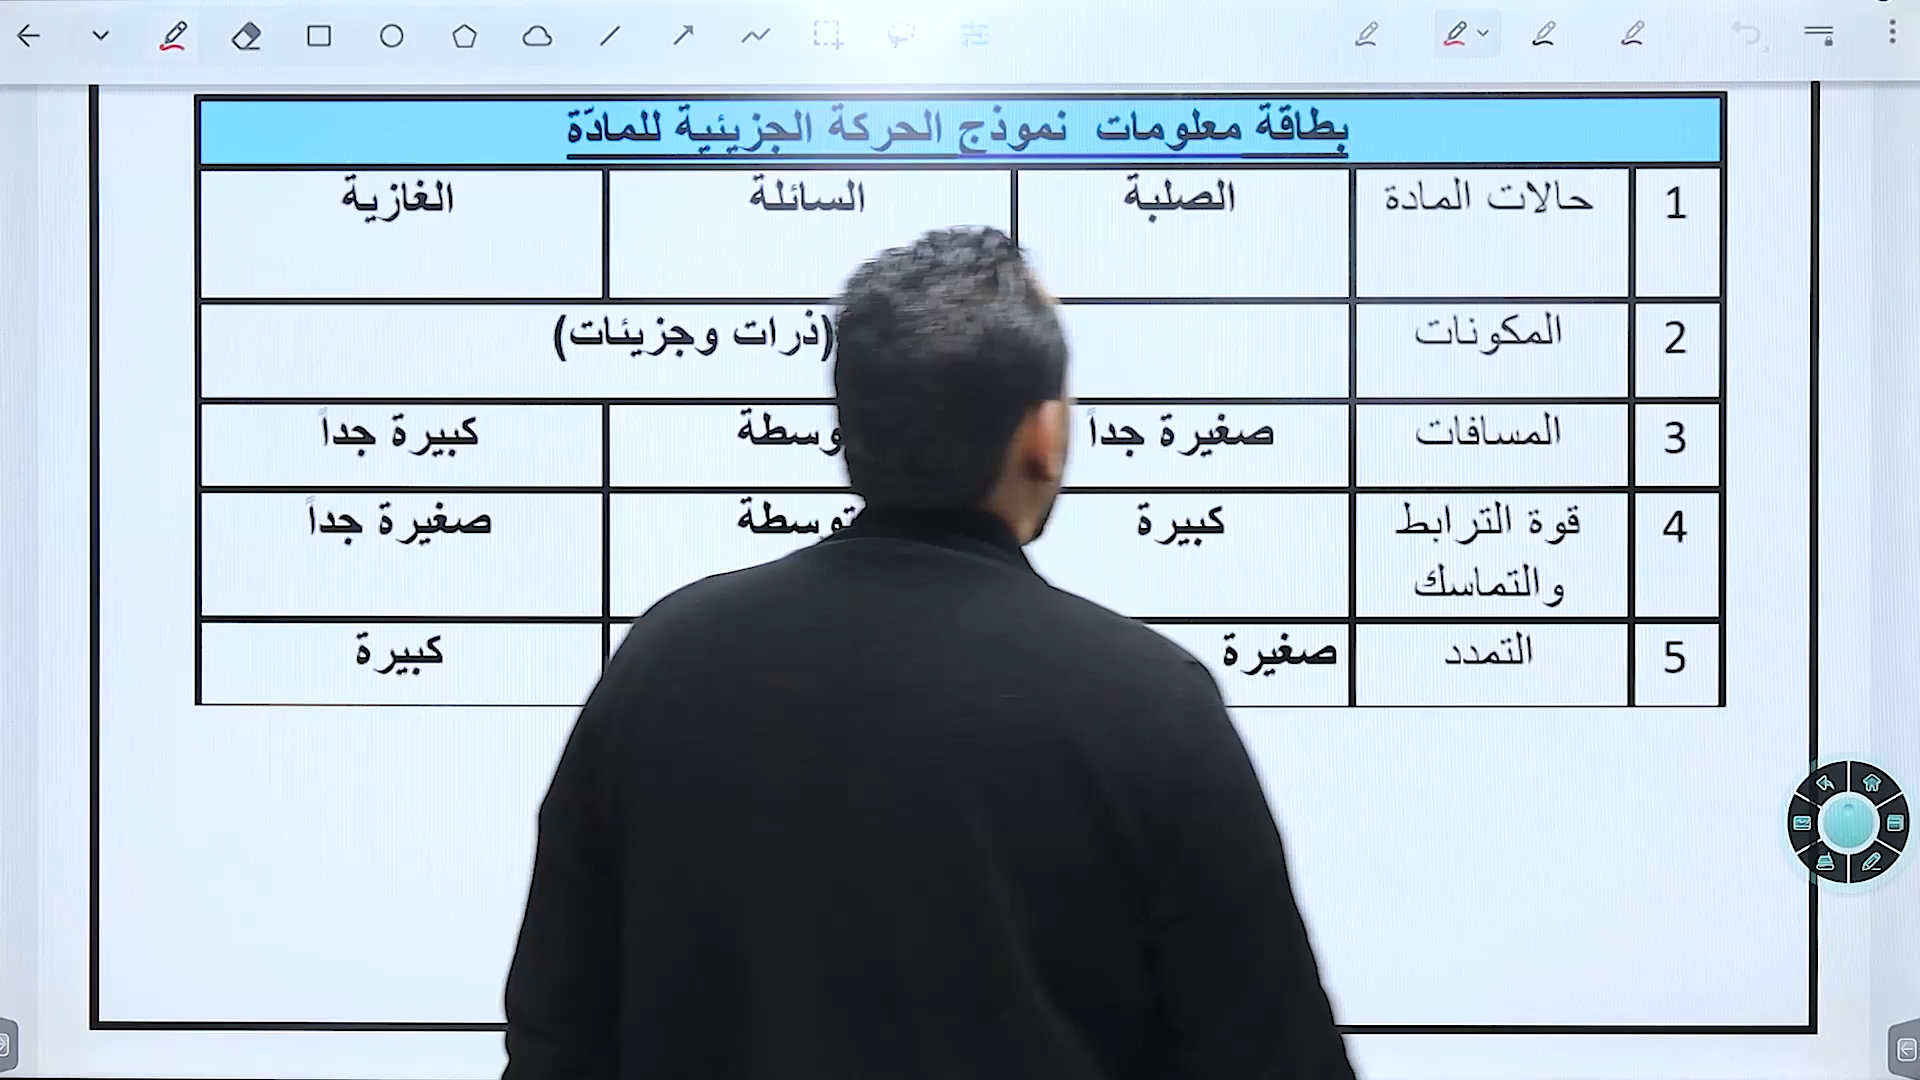 بطاقة معلومات نموذج الحركة الجزيئية للمادّة
1 حالات المادة الصلبة السائلة الغازية
2 المكونات (ذرات وجزيئات)
3 المسافات صغيرة جداً كبيرة جداً
4 قوة الترابط والتماسك كبيرة صغيرة جداً
5 التمدد صغيرة كبيرة